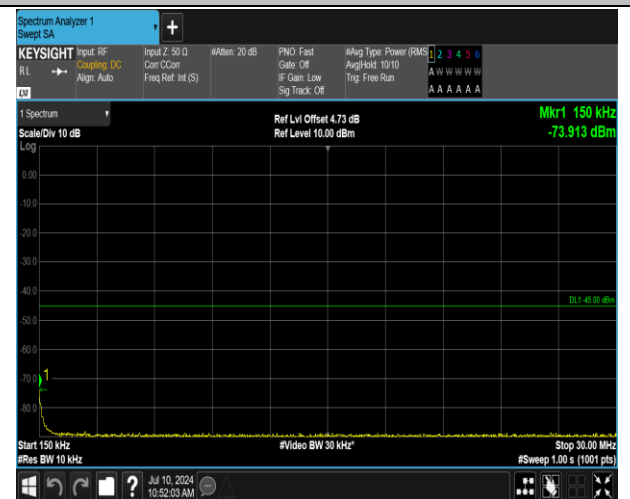 Spectrum Analyzer 1
Swept SA
+
KEYSIGHT
RL
LXI
Input: RF
Coupling: DC
Align: Auto
Input Z: 50 Ω
Corr CCorr
Freq Ref: Int (S)
#Atten: 20 dB
PNO: Fast
Gate: Off
IF Gain: Low
Sig Track: Off
#Avg Type: Power (RMS
Avg|Hold: 10/10
Trig: Free Run
1 2 3 4 5 6
A W W W W W
A A A A A A
1 Spectrum
Scale/Div 10 dB
Log
Ref Lvl Offset 4.73 dB
Ref Level 10.00 dBm
Mkr1 150 kHz
-73.913 dBm
0.00
-10.0
-20.0
-30.0
-40.0
DL1 -45.00 dBm
-50.0
-60.0
-70.0
1
-80.0
Start 150 kHz
#Video BW 30 kHz*
Stop 30.00 MHz
#Res BW 10 kHz
#Sweep 1.00 s (1001 pts)
?
Jul 10, 2024
10:52:03 AM